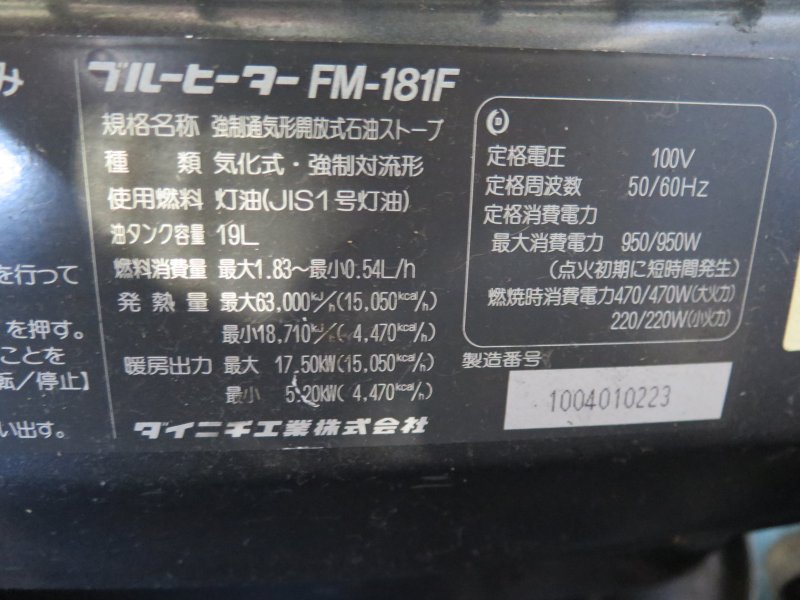 み
を行って
を押す。
ことを
転／停止】
い出す。
ブルーヒーター FM-181F
規格名称 強制通気形開放式石油ストーブ
種 類 気化式・強制対流形
使用燃料 灯油(JIS1号灯油)
油タンク容量 19L
燃料消費量 最大1.83〜最小0.54L/h
発熱量 最大63,000kJ/h(15,050kcal/h)
最小18,710kJ/h( 4,470kcal/h)
暖房出力 最大 17.50kW(15,050kcal/h)
最小 5.20kW( 4,470kcal/h)
ダイニチ工業株式会社
定格電圧 100V
定格周波数 50/60Hz
定格消費電力
最大消費電力 950/950W
(点火初期に短時間発生)
燃焼時消費電力470/470W(大火力)
220/220W(小火力)
製造番号
1004010223